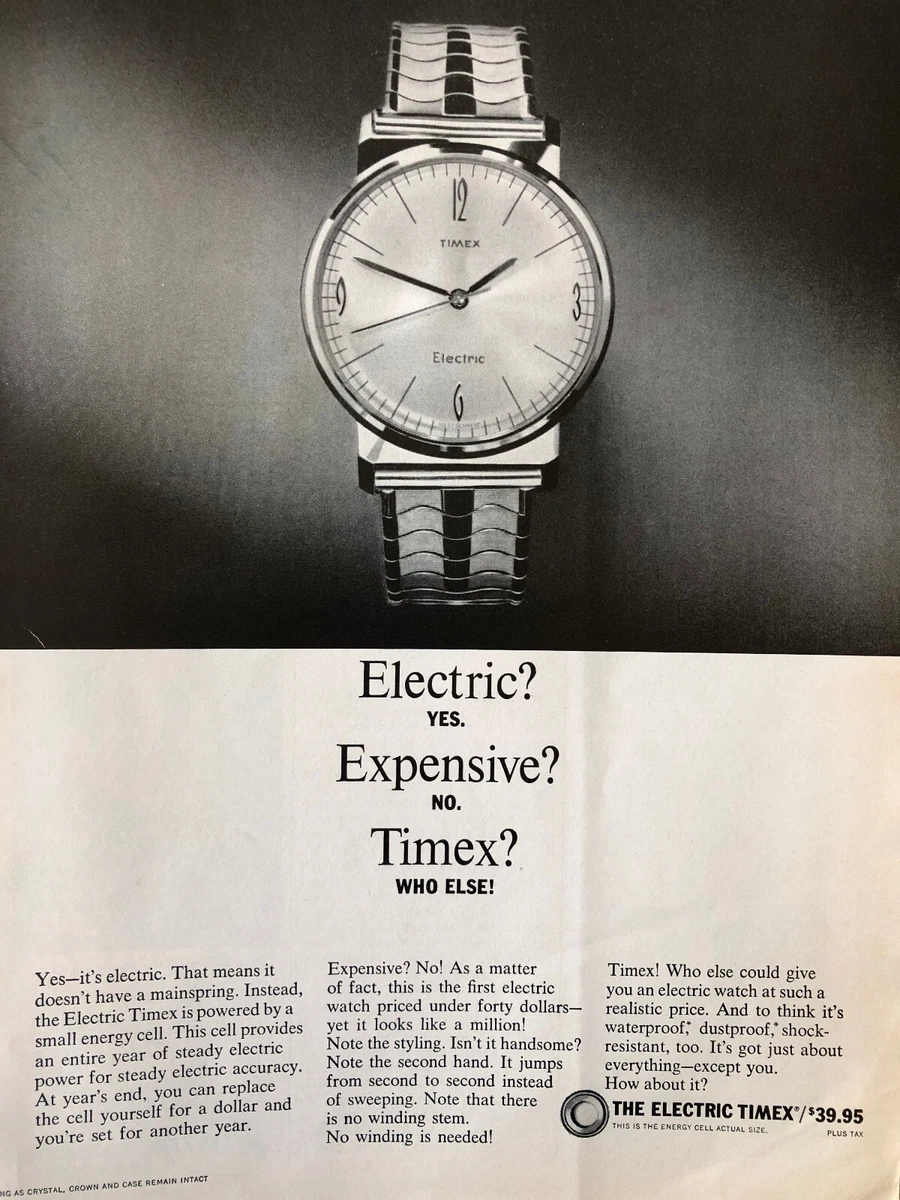 12
TIMEX
9
3
Electric
6
Electric?
YES.
Expensive?
NO.
Timex?
WHO ELSE!
Yes—it's electric. That means it
doesn't have a mainspring. Instead,
the Electric Timex is powered by a
small energy cell. This cell provides
an entire year of steady electric
power for steady electric accuracy.
At year's end, you can replace
the cell yourself for a dollar and
you're set for another year.
Expensive? No! As a matter
of fact, this is the first electric
watch priced under forty dollars—
yet it looks like a million!
Note the styling. Isn't it handsome?
Note the second hand. It jumps
from second to second instead
of sweeping. Note that there
is no winding stem.
No winding is needed!
Timex! Who else could give
you an electric watch at such a
realistic price. And to think it's
waterproof,* dustproof,* shock-
resistant, too. It's got just about
everything—except you.
How about it?
THE ELECTRIC TIMEX®/$39.95
THIS IS THE ENERGY CELL ACTUAL SIZE.
PLUS TAX
AS CRYSTAL, CROWN AND CASE REMAIN INTACT